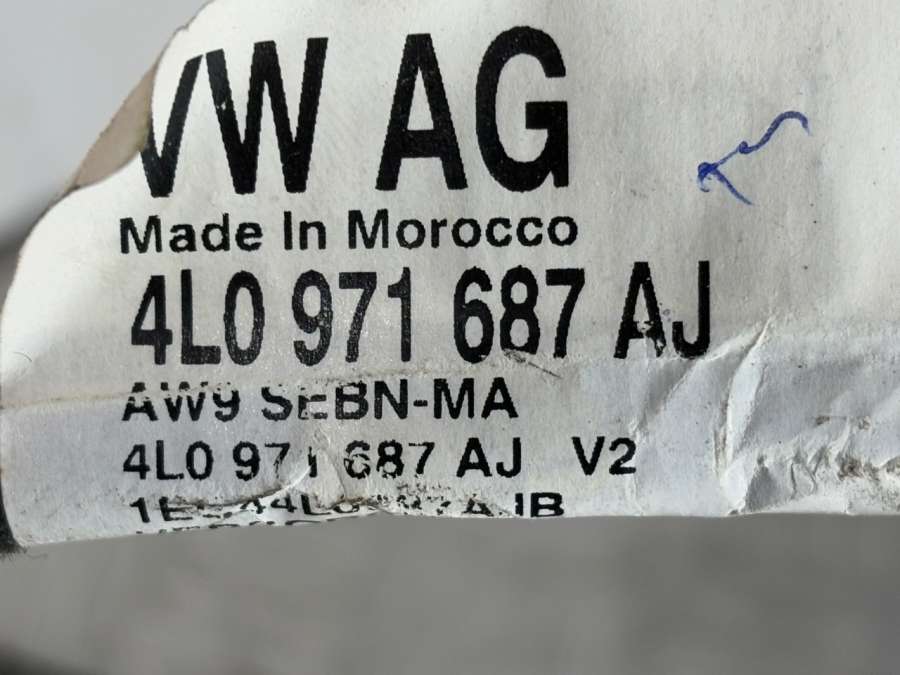 VW AG
Made In Morocco
4L0 971 687 AJ
AW9 SEBN-MA
4L0 971 687 AJ V2